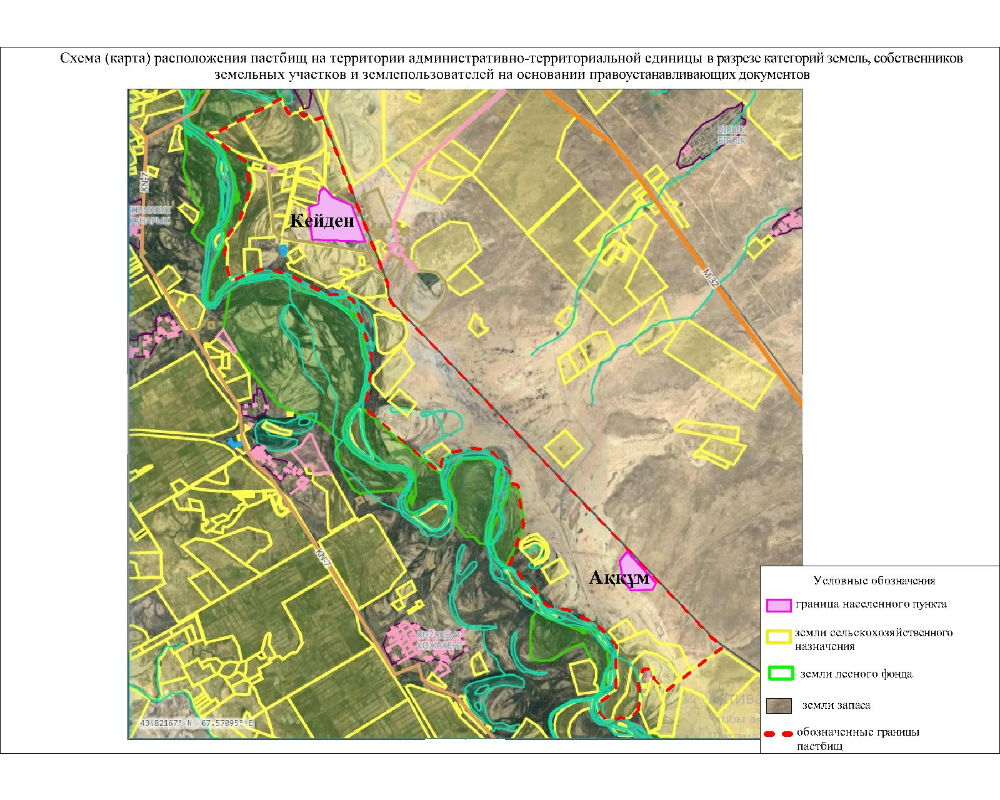 Схема (карта) расположения пастбищ на территории административно-территориальной единицы в разрезе категорий земель, собственников
земельных участков и землепользователей на основании правоустанавливающих документов
BIRLIK
БІРЛІК
KN-7
ЖАНАРЫК
Кейден
M-32
KN-7
Аққұм
KOZAKENT
КОЖАКЕНТ
43.82167° N 67.57095° E
Условные обозначения
граница населенного пункта
земли сельскохозяйственного
назначения
земли лесного фонда
земли запаса
обозначенные границы
пастбищ